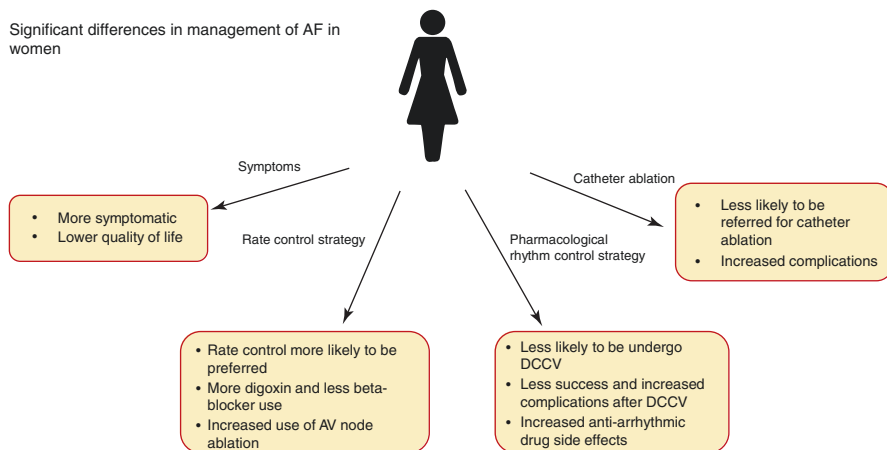 Significant differences in management of AF in
women
Symptoms
• More symptomatic
• Lower quality of life
Rate control strategy
• Rate control more likely to be
preferred
• More digoxin and less beta-
blocker use
• Increased use of AV node
ablation
Pharmacological
rhythm control strategy
• Less likely to be undergo
DCCV
• Less success and increased
complications after DCCV
• Increased anti-arrhythmic
drug side effects
Catheter ablation
• Less likely to be
referred for catheter
ablation
• Increased complications